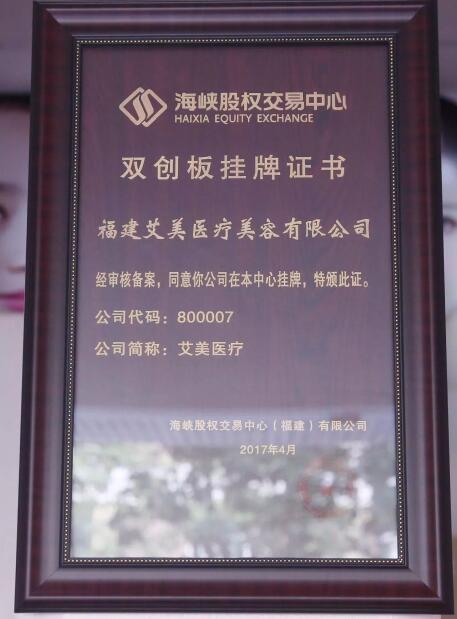 海峡股权交易中心
HAIXIA EQUITY EXCHANGE
双创板挂牌证书
福建艾美医疗美容有限公司
经审核备案，同意你公司在本中心挂牌，特颁此证。
公司代码：800007
公司简称：艾美医疗
海峡股权交易中心（福建）有限公司
2017年4月